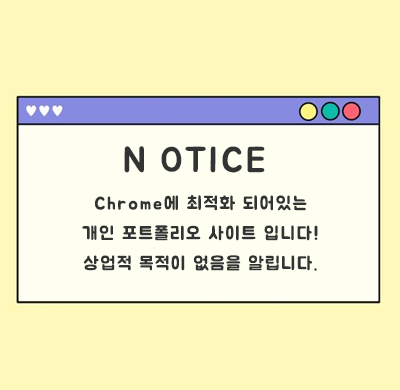 N OTICE
Chrome에 최적화 되어있는
개인 포트폴리오 사이트 입니다!
상업적 목적이 없음을 알립니다.